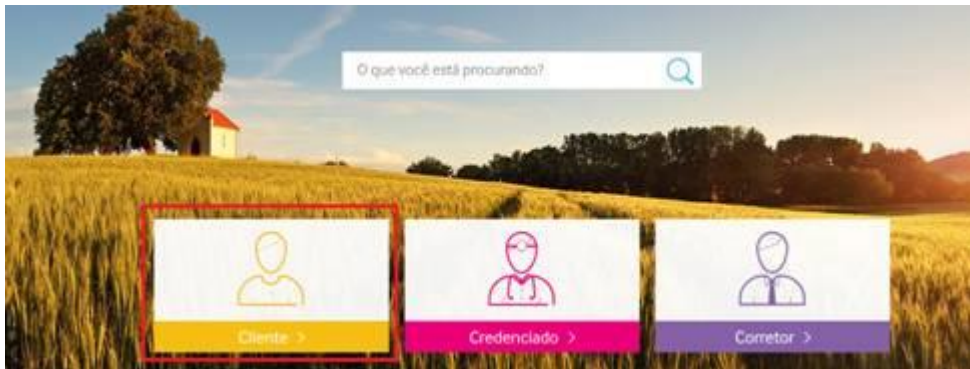 O que você está procurando?
Cliente >
Credenciado >
Corretor >